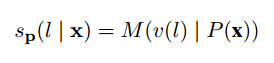 s_p(l | x) = M(v(l) | P(x))